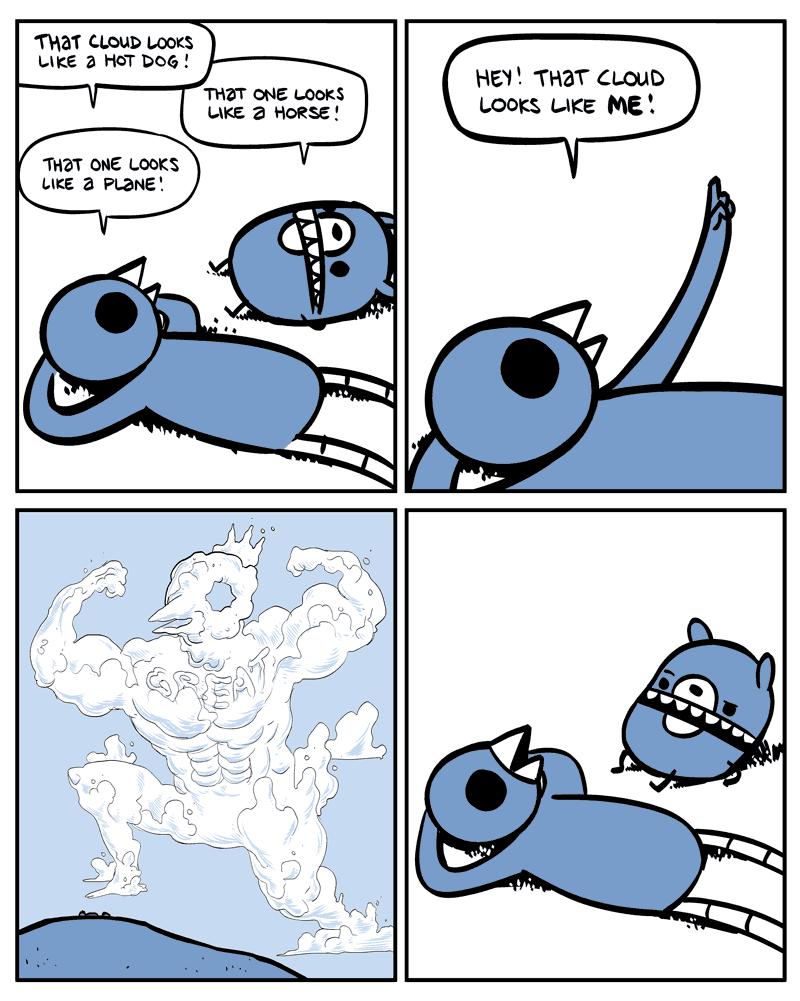 THAT CLOUD LOOKS
LIKE A HOT DOG!
THAT ONE LOOKS
LIKE A HORSE!
THAT ONE LOOKS
LIKE A PLANE!
HEY! THAT CLOUD
LOOKS LIKE ME!
GREAT